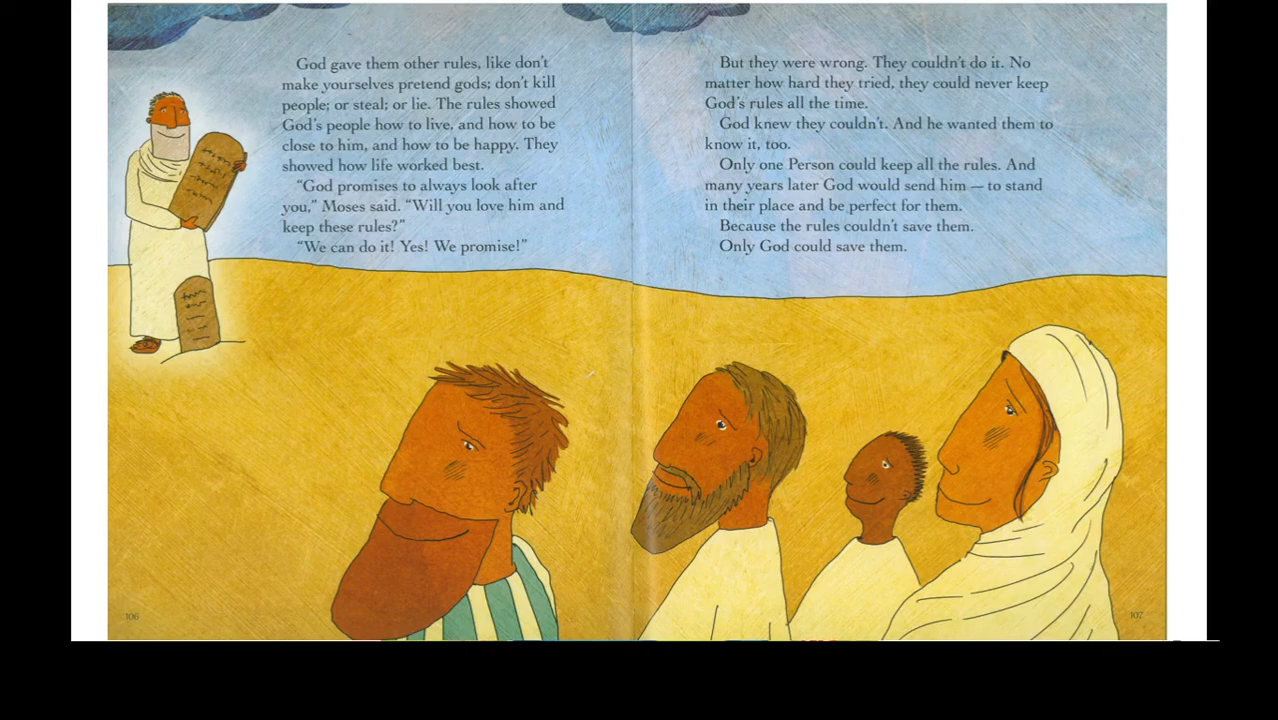 God gave them other rules, like don't
make yourselves pretend gods; don't kill
people; or steal; or lie. The rules showed
God's people how to live, and how to be
close to him, and how to be happy. They
showed how life worked best.
“God promises to always look after
you,” Moses said. “Will you love him and
keep these rules?”
“We can do it! Yes! We promise!”
But they were wrong. They couldn't do it. No
matter how hard they tried, they could never keep
God's rules all the time.
God knew they couldn't. And he wanted them to
know it, too.
Only one Person could keep all the rules. And
many years later God would send him — to stand
in their place and be perfect for them.
Because the rules couldn't save them.
Only God could save them.
106
107